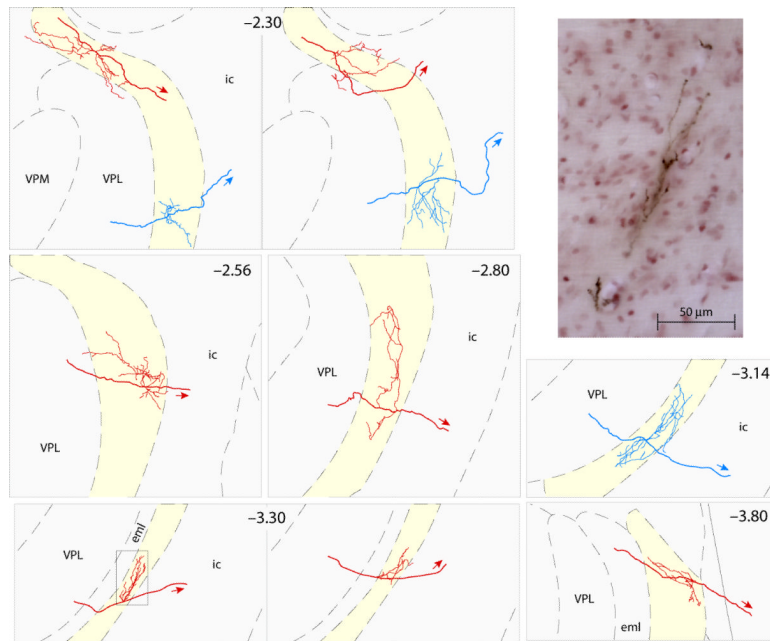 −2.30
ic
VPM
VPL
50 µm
−2.56
ic
VPL
−2.80
ic
VPL
−3.14
VPL
ic
−3.30
eml
VPL
ic
−3.80
VPL
eml